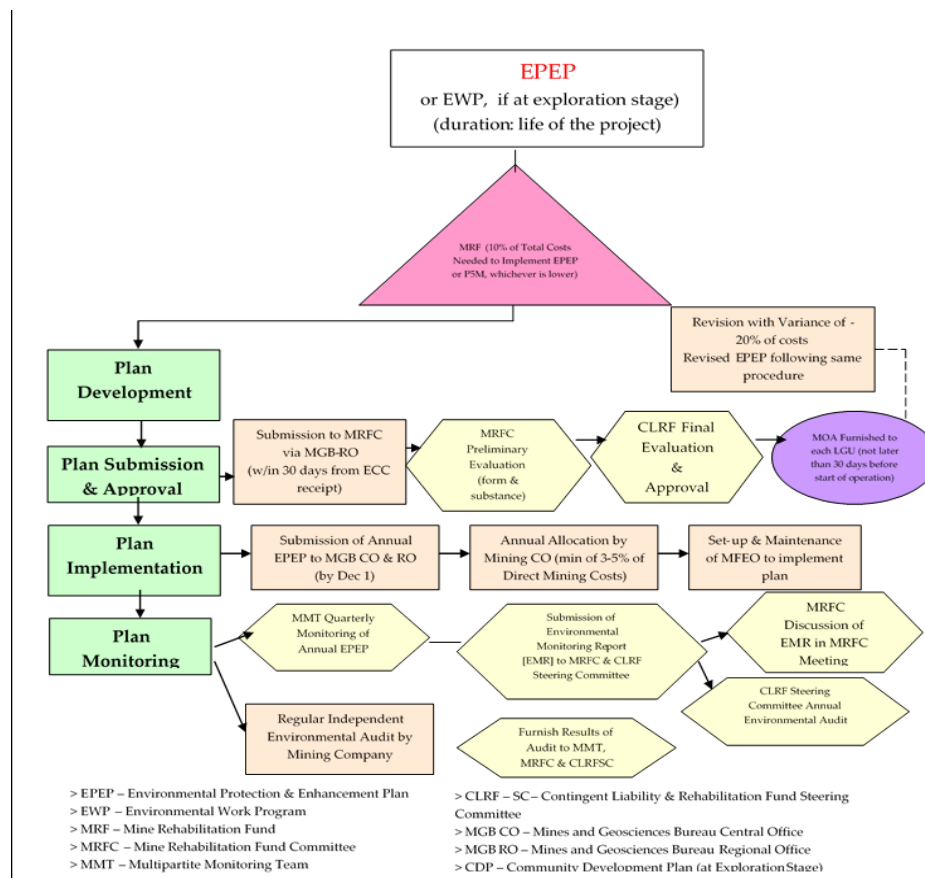 EPEP
or EWP, if at exploration stage)
(duration: life of the project)
MRF (10% of Total Costs
Needed to Implement EPEP
or P5M, whichever is lower)
Revision with Variance of -
20% of costs
Revised EPEP following same
procedure
Plan
Development
Plan Submission
& Approval
Submission to MRFC
via MGB-RO
(w/in 30 days from ECC
receipt)
MRFC
Preliminary
Evaluation
(form &
substance)
CLRF Final
Evaluation
&
Approval
MOA Furnished to
each LGU (not later
than 30 days before
start of operation)
Plan
Implementation
Submission of Annual
EPEP to MGB CO & RO
(by Dec 1)
Annual Allocation by
Mining CO (min of 3-5% of
Direct Mining Costs)
Set-up & Maintenance
of MFEO to implement
plan
Plan
Monitoring
MMT Quarterly
Monitoring of
Annual EPEP
Submission of
Environmental
Monitoring Report
[EMR] to MRFC & CLRF
Steering Committee
MRFC
Discussion of
EMR in MRFC
Meeting
CLRF Steering
Committee Annual
Environmental Audit
Regular Independent
Environmental Audit by
Mining Company
Furnish Results of
Audit to MMT,
MRFC & CLRFSC
> EPEP – Environmental Protection & Enhancement Plan
> EWP – Environmental Work Program
> MRF – Mine Rehabilitation Fund
> MRFC – Mine Rehabilitation Fund Committee
> MMT – Multipartite Monitoring Team
> CLRF – SC– Contingent Liability & Rehabilitation Fund Steering
Committee
> MGB CO – Mines and Geosciences Bureau Central Office
> MGB RO – Mines and Geosciences Bureau Regional Office
> CDP – Community Development Plan (at Exploration Stage)